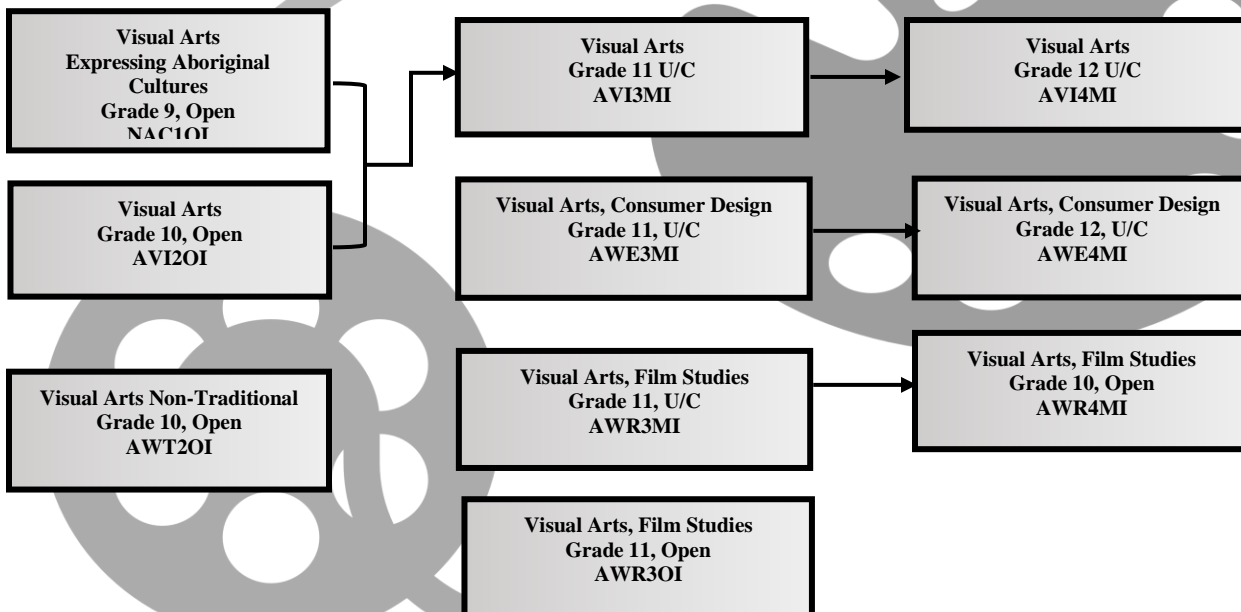 Visual Arts
Expressing Aboriginal
Cultures
Grade 9, Open
NAC1OI
Visual Arts
Grade 10, Open
AVI2OI
Visual Arts Non-Traditional
Grade 10, Open
AWT2OI
Visual Arts
Grade 11 U/C
AVI3MI
Visual Arts, Consumer Design
Grade 11, U/C
AWE3MI
Visual Arts, Film Studies
Grade 11, U/C
AWR3MI
Visual Arts, Film Studies
Grade 11, Open
AWR3OI
Visual Arts
Grade 12 U/C
AVI4MI
Visual Arts, Consumer Design
Grade 12, U/C
AWE4MI
Visual Arts, Film Studies
Grade 10, Open
AWR4MI